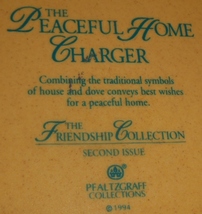 THE
PEACEFUL HOME
CHARGER
Combining the traditional symbols
of house and dove conveys best wishes
for a peaceful home.
THE
FRIENDSHIP COLLECTION
SECOND ISSUE
PFALTZGRAFF
COLLECTIONS
© 1994